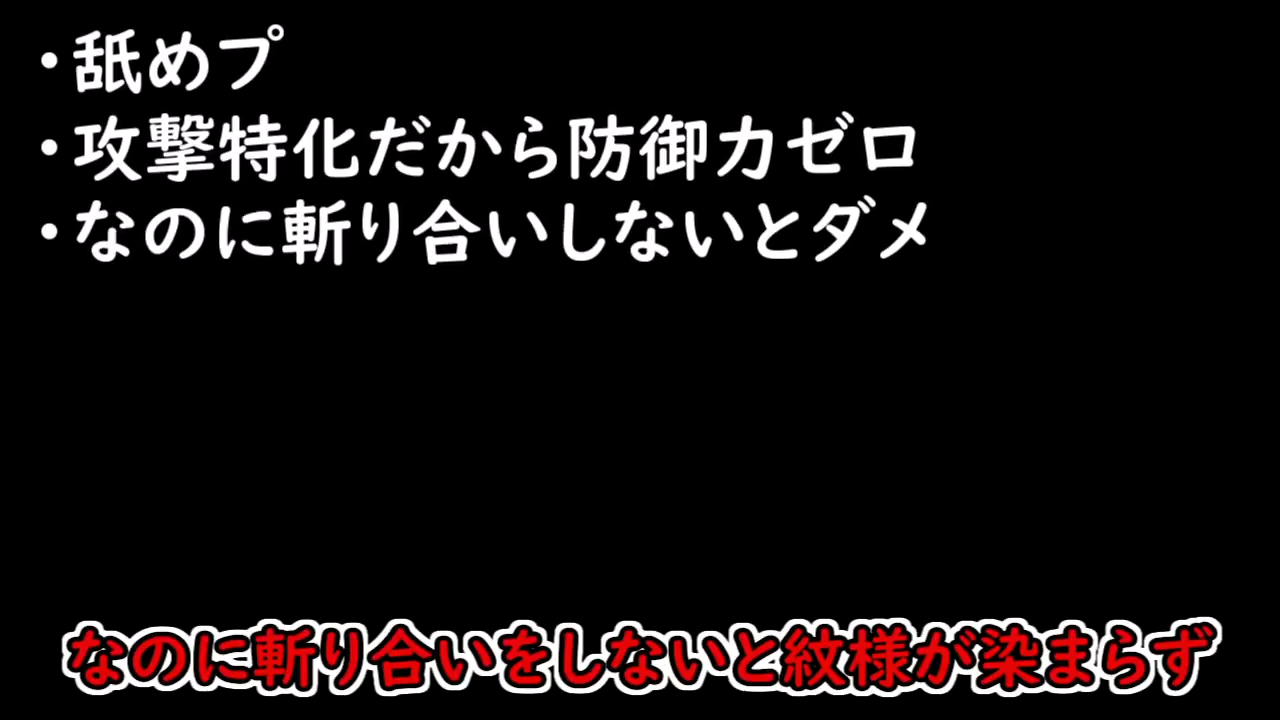 ・舐めプ
・攻撃特化だから防御力ゼロ
・なのに斬り合いしないとダメ
なのに斬り合いをしないと紋様が染まらず